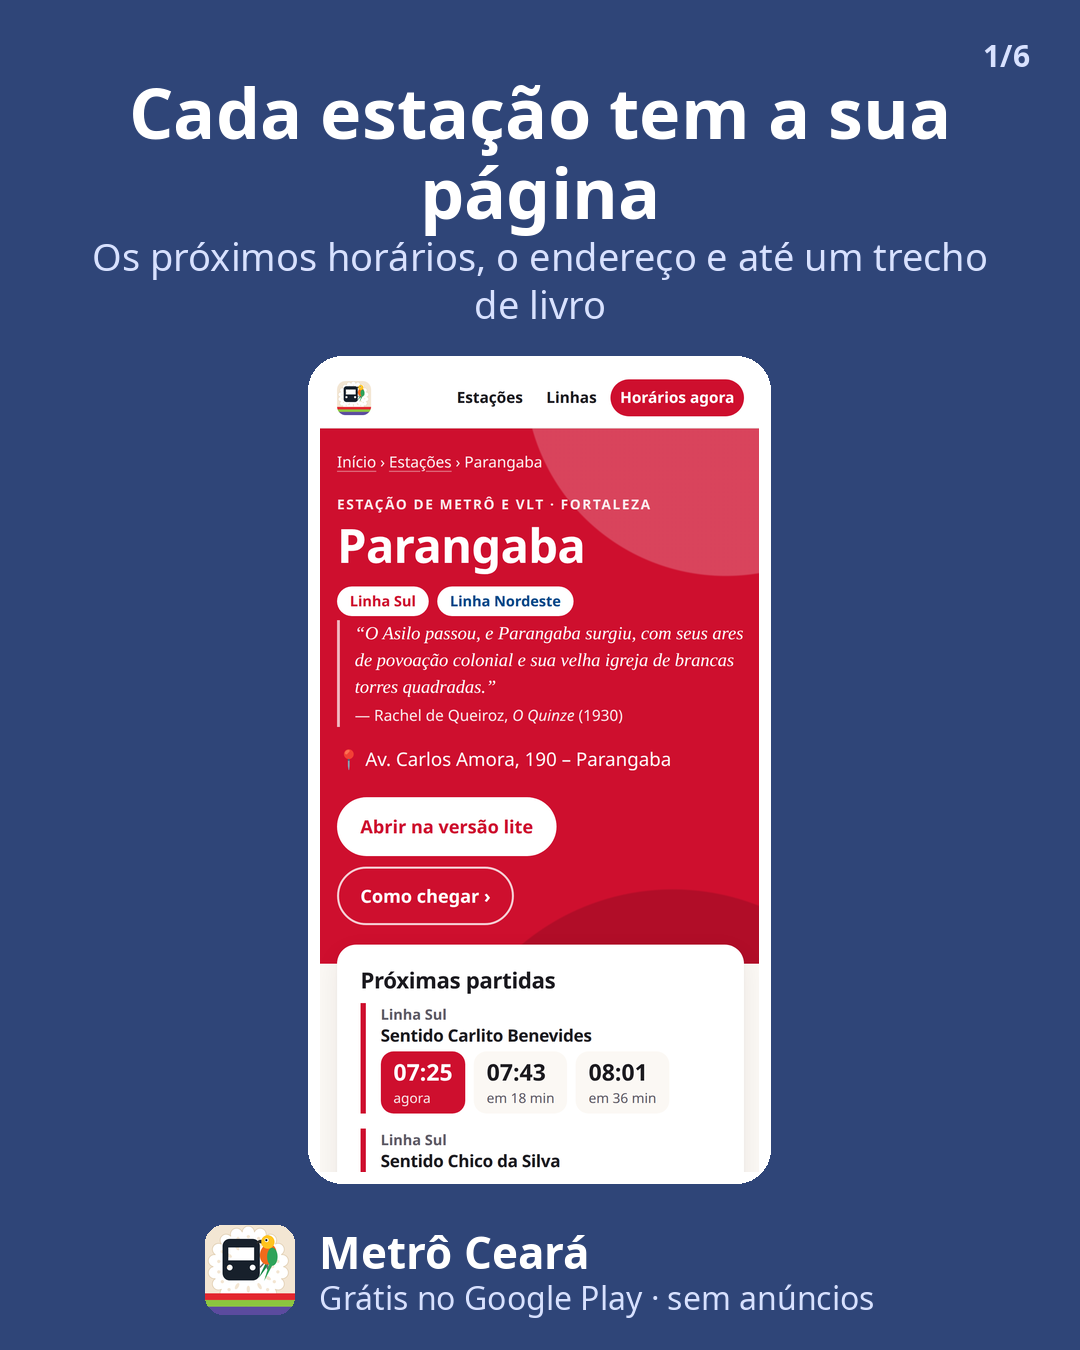 1/6
Cada estação tem a sua
página
Os próximos horários, o endereço e até um trecho
de livro
Estações Linhas Horários agora
Início › Estações › Parangaba
ESTAÇÃO DE METRÔ E VLT · FORTALEZA
Parangaba
Linha Sul Linha Nordeste
“O Asilo passou, e Parangaba surgiu, com seus ares
de povoação colonial e sua velha igreja de brancas
torres quadradas.”
— Rachel de Queiroz, O Quinze (1930)
📍 Av. Carlos Amora, 190 – Parangaba
Abrir na versão lite
Como chegar ›
Próximas partidas
Linha Sul
Sentido Carlito Benevides
07:25 07:43 08:01
agora em 18 min em 36 min
Linha Sul
Sentido Chico da Silva
Metrô Ceará
Grátis no Google Play · sem anúncios